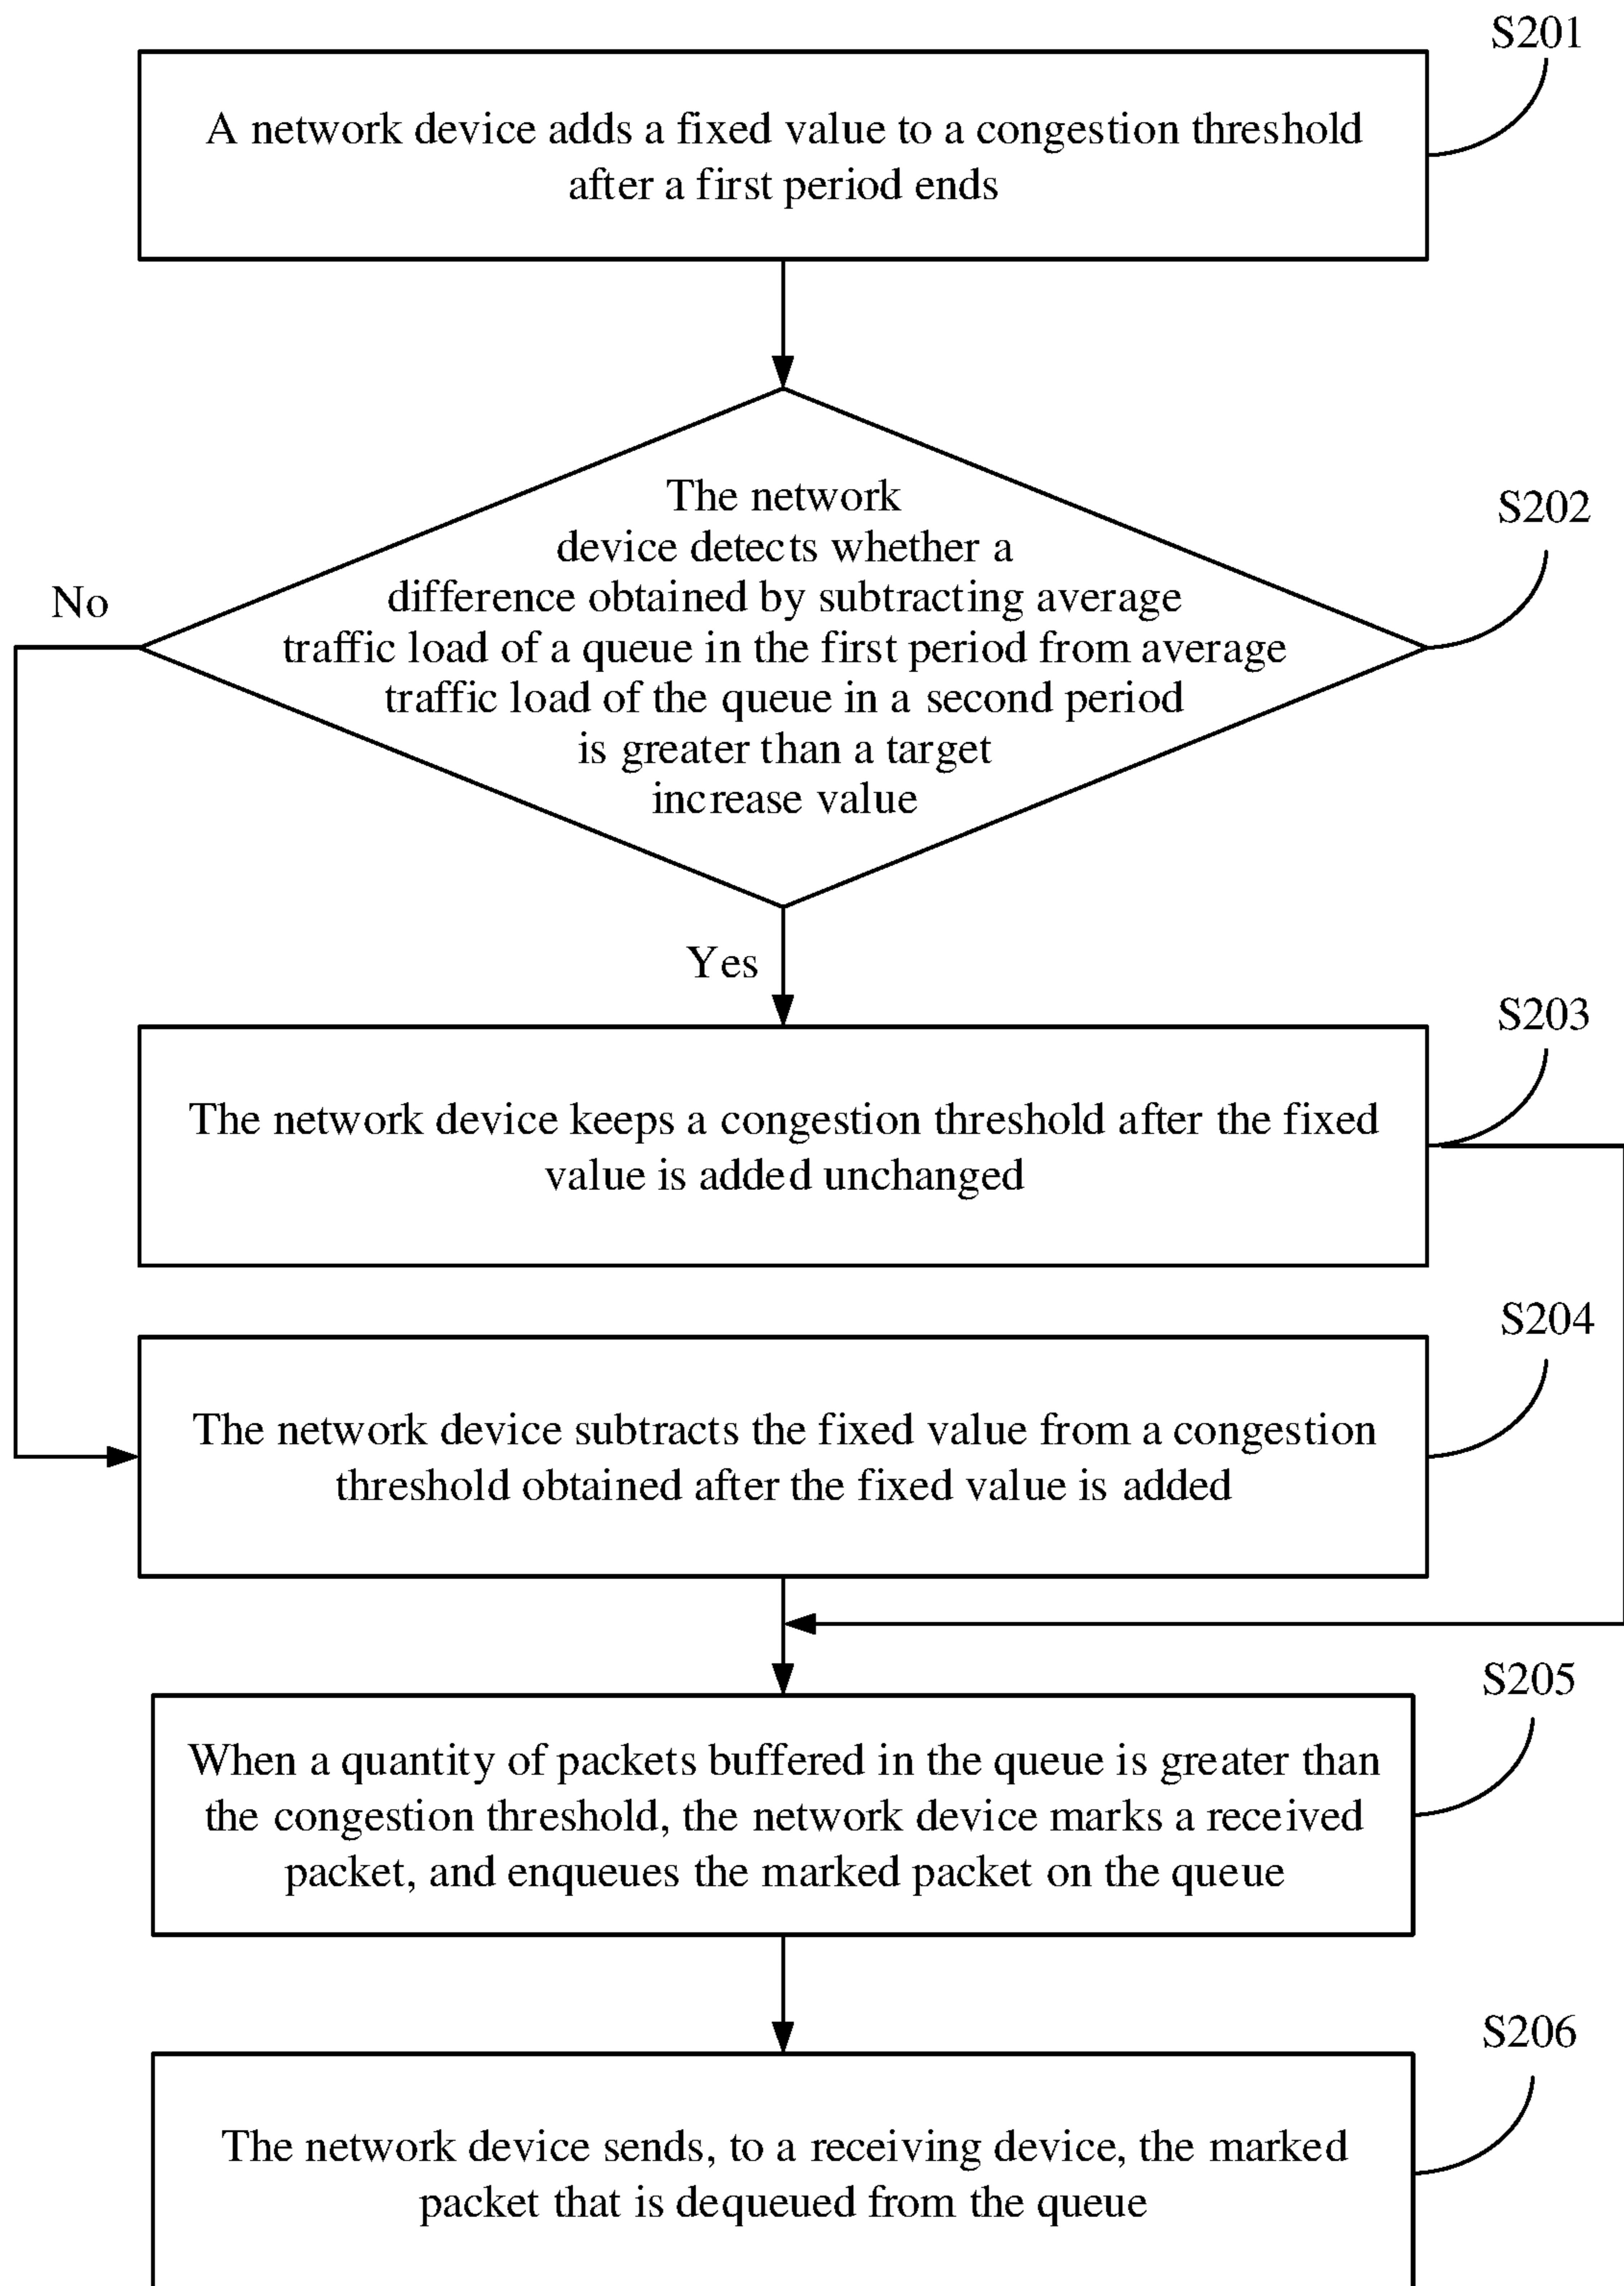 S201
A network device adds a fixed value to a congestion threshold
after a first period ends
S202
The network
device detects whether a
difference obtained by subtracting average
traffic load of a queue in the first period from average
traffic load of the queue in a second period
is greater than a target
increase value
No
Yes
S203
The network device keeps a congestion threshold after the fixed
value is added unchanged
S204
The network device subtracts the fixed value from a congestion
threshold obtained after the fixed value is added
S205
When a quantity of packets buffered in the queue is greater than
the congestion threshold, the network device marks a received
packet, and enqueues the marked packet on the queue
S206
The network device sends, to a receiving device, the marked
packet that is dequeued from the queue